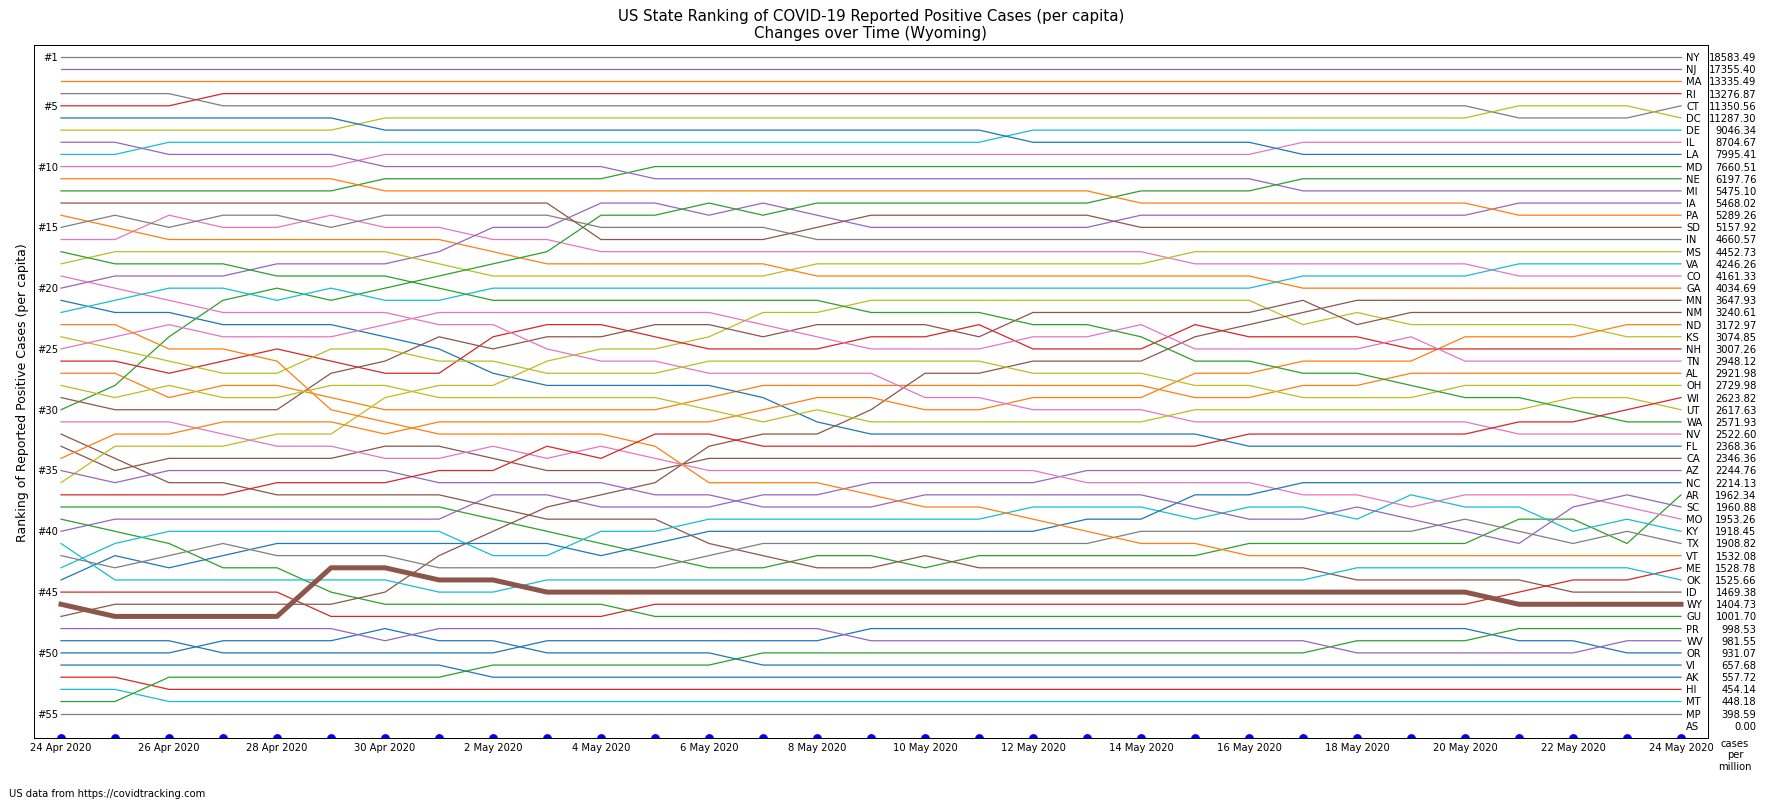 US State Ranking of COVID-19 Reported Positive Cases (per capita)
Changes over Time (Wyoming)
Ranking of Reported Positive Cases (per capita)
#1
#5
#10
#15
#20
#25
#30
#35
#40
#45
#50
#55
NY 18583.49
NJ 17355.40
MA 13335.49
RI 13276.87
CT 11350.56
DC 11287.30
DE 9046.34
IL 8704.67
LA 7995.41
MD 7660.51
NE 6197.76
MI 5475.10
IA 5468.02
PA 5289.26
SD 5157.92
IN 4660.57
MS 4452.73
VA 4246.26
CO 4161.33
GA 4034.69
MN 3647.93
NM 3240.61
ND 3172.97
KS 3074.85
NH 3007.26
TN 2948.12
AL 2921.98
OH 2729.98
WI 2623.82
UT 2617.63
WA 2571.93
NV 2522.60
FL 2368.36
CA 2346.36
AZ 2244.76
NC 2214.13
AR 1962.34
SC 1960.88
MO 1953.26
KY 1918.45
TX 1908.82
VT 1532.08
ME 1528.78
OK 1525.66
ID 1469.38
WY 1404.73
GU 1001.70
PR 998.53
WV 981.55
OR 931.07
VI 657.68
AK 557.72
HI 454.14
MT 448.18
MP 398.59
AS 0.00
24 Apr 2020 26 Apr 2020 28 Apr 2020 30 Apr 2020 2 May 2020 4 May 2020 6 May 2020 8 May 2020 10 May 2020 12 May 2020 14 May 2020 16 May 2020 18 May 2020 20 May 2020 22 May 2020 24 May 2020
cases
per
million
US data from https://covidtracking.com